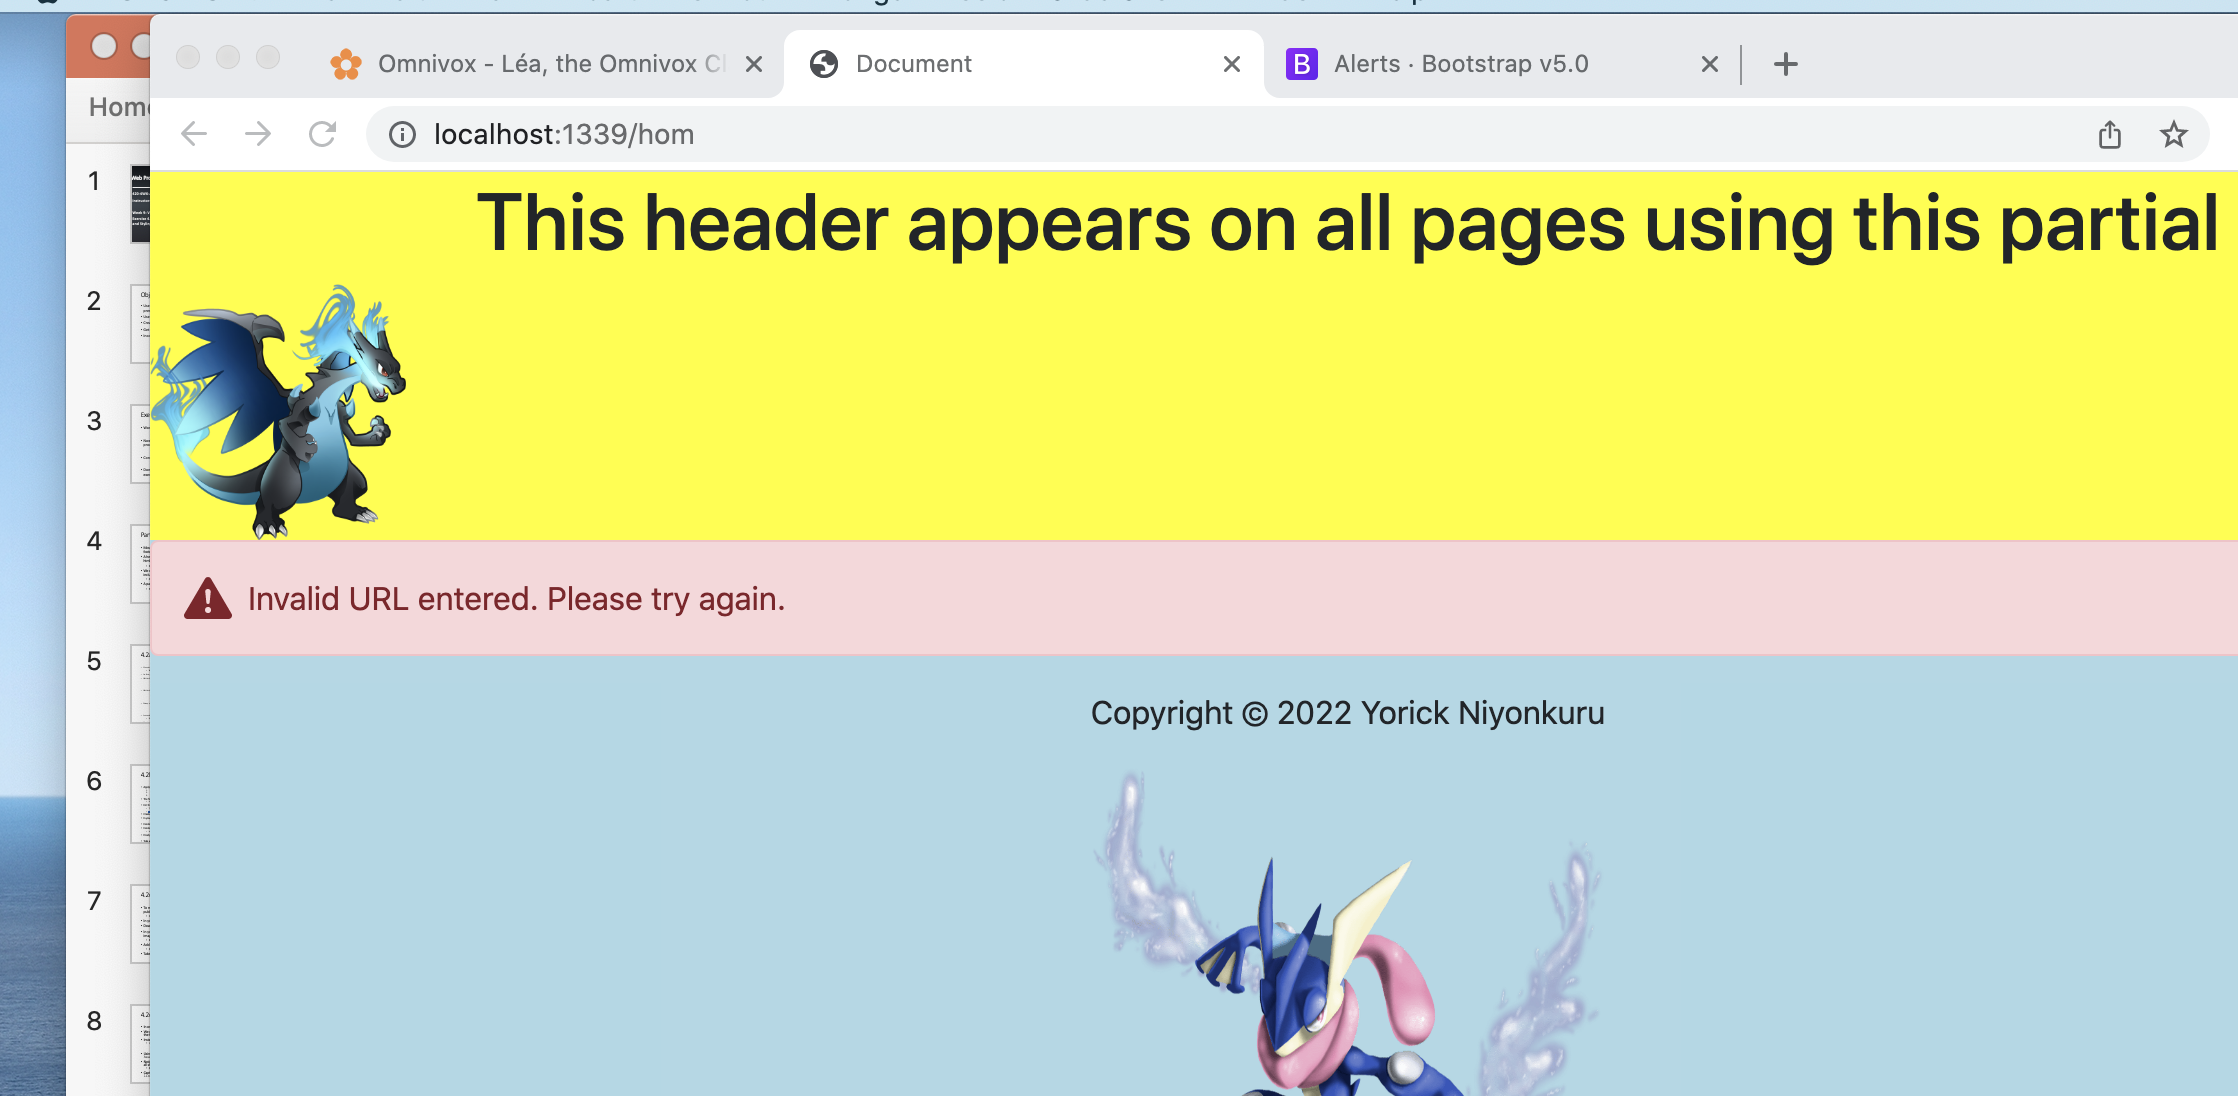 Omnivox - Léa, the Omnivox
Document
B Alerts · Bootstrap v5.0
Home
localhost:1339/hom
This header appears on all pages using this partial
1
2
3
4
5
6
7
8
Invalid URL entered. Please try again.
Copyright © 2022 Yorick Niyonkuru